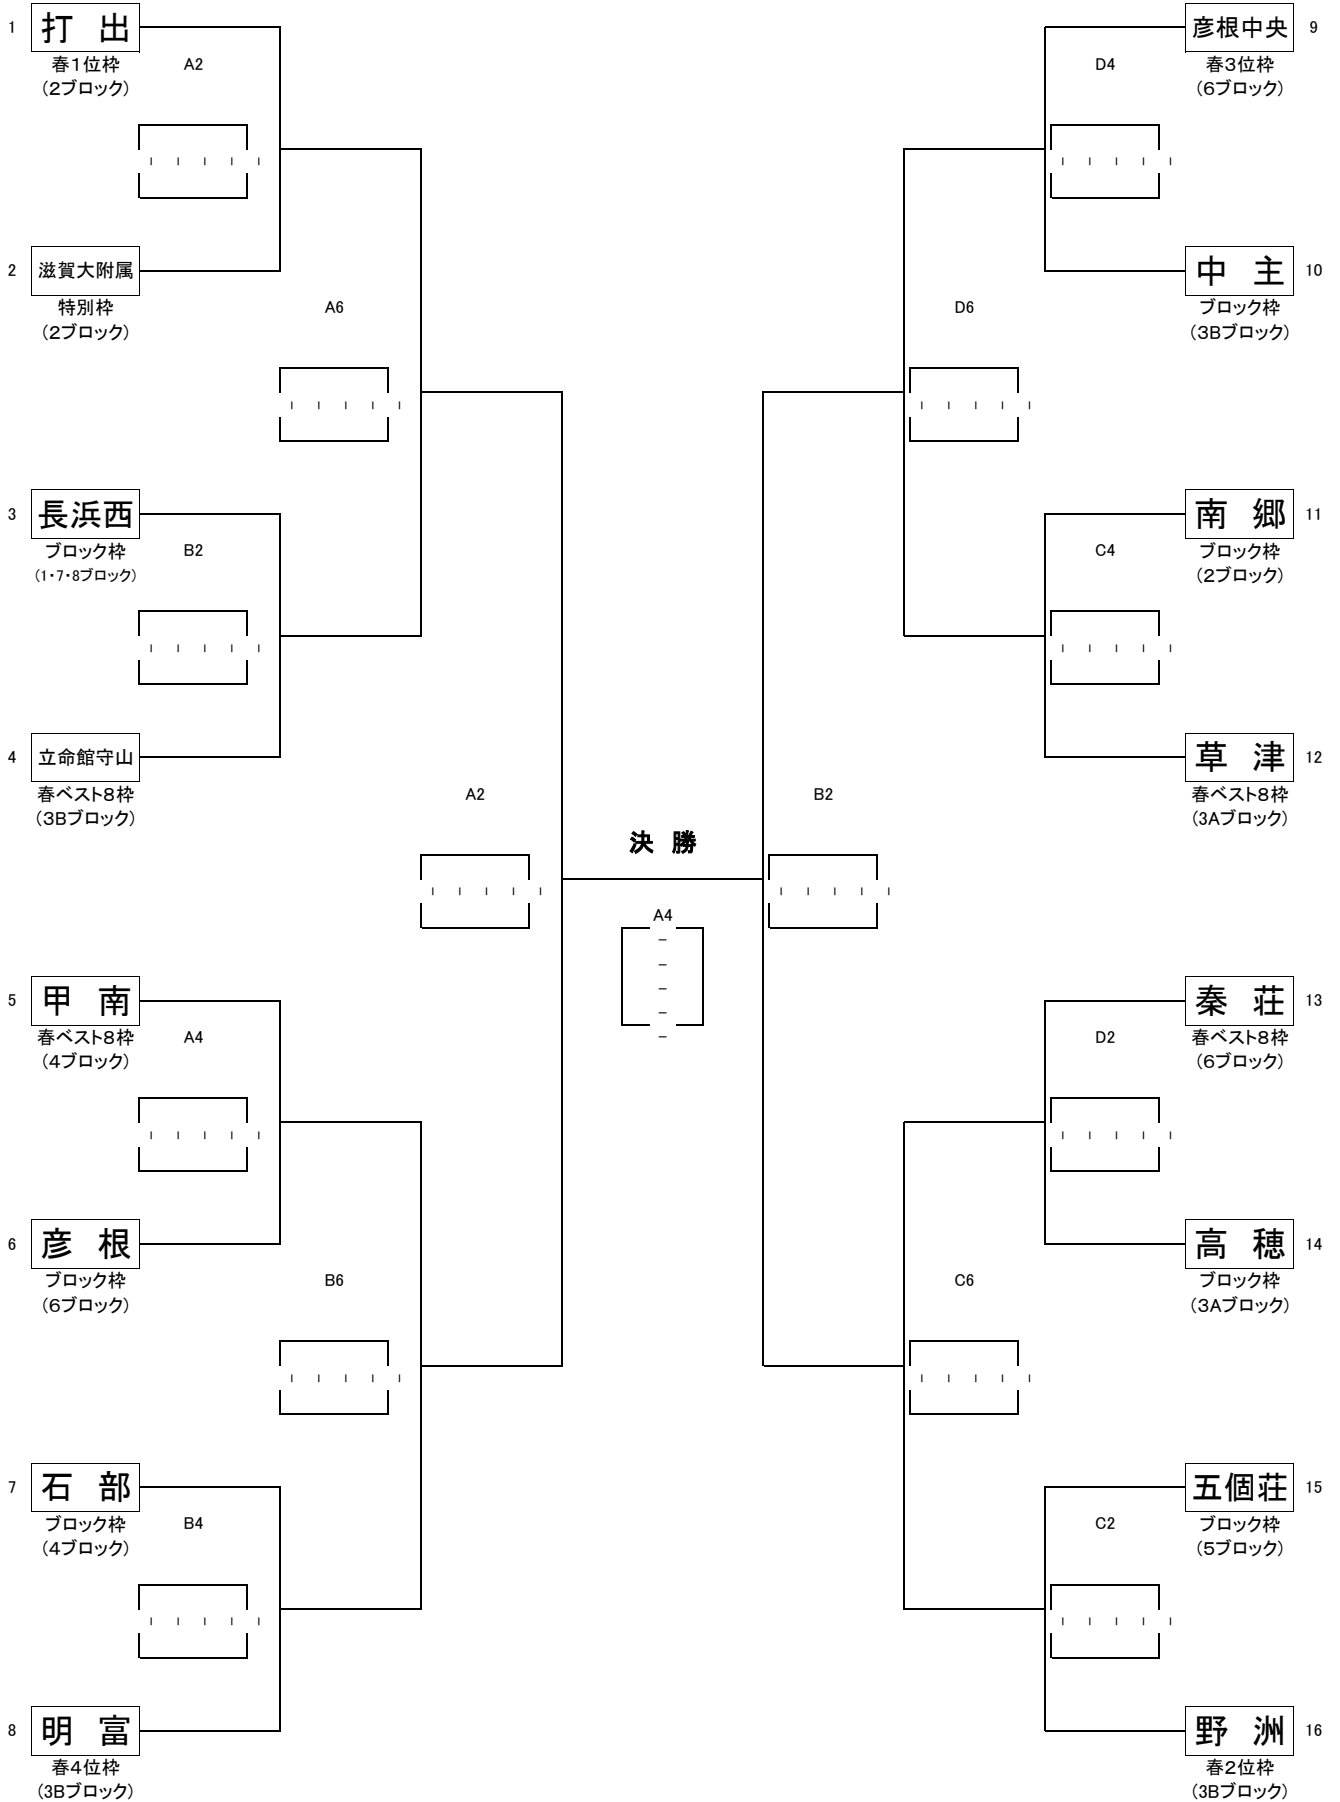 1 打 出
春1位枠
(2ブロック)
A2
2 滋賀大附属
特別枠
(2ブロック)
A6
3 長浜西
ブロック枠
(1・7・8ブロック)
B2
4 立命館守山
春ベスト8枠
(3Bブロック)
A2
5 甲 南
春ベスト8枠
(4ブロック)
A4
6 彦 根
ブロック枠
(6ブロック)
B6
7 石 部
ブロック枠
(4ブロック)
B4
8 明 富
春4位枠
(3Bブロック)
決 勝
A4
–
–
–
–
–
彦根中央 9
春3位枠
(6ブロック)
D4
中 主 10
ブロック枠
(3Bブロック)
D6
南 郷 11
ブロック枠
(2ブロック)
C4
草 津 12
春ベスト8枠
(3Aブロック)
B2
秦 荘 13
春ベスト8枠
(6ブロック)
D2
高 穂 14
ブロック枠
(3Aブロック)
C6
五個荘 15
ブロック枠
(5ブロック)
C2
野 洲 16
春2位枠
(3Bブロック)